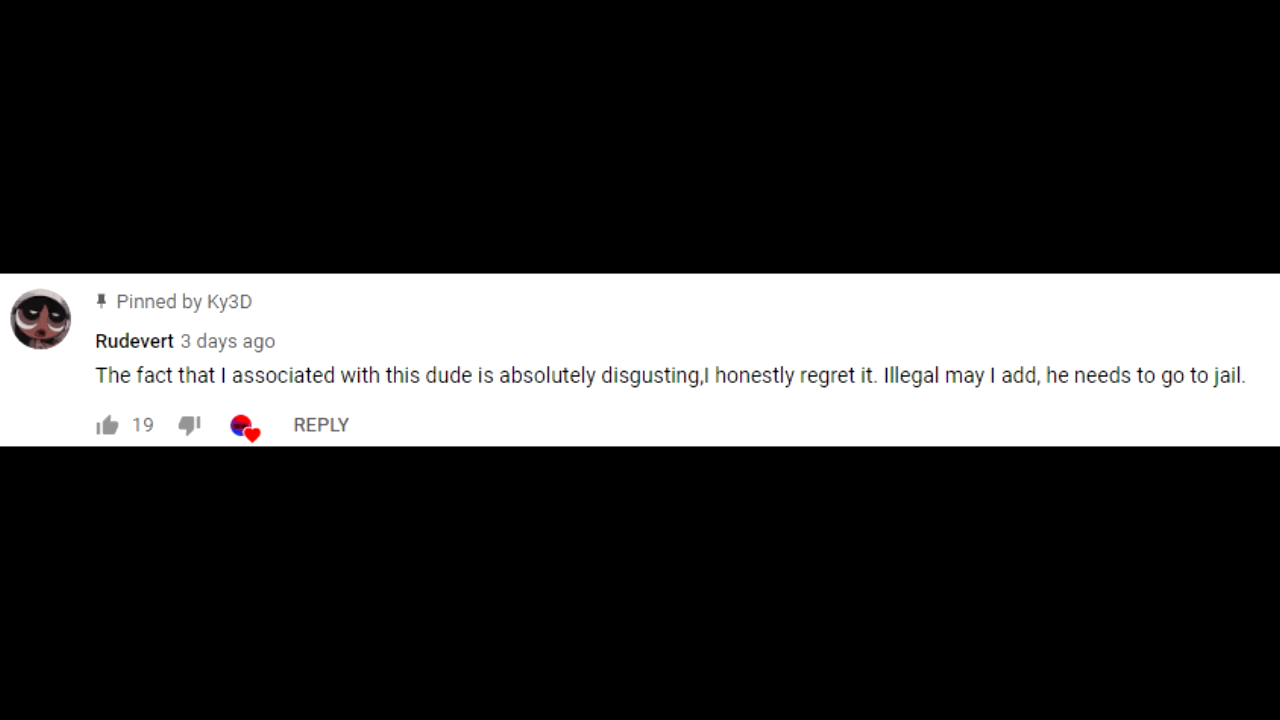 Pinned by Ky3D
Rudevert 3 days ago
The fact that I associated with this dude is absolutely disgusting,I honestly regret it. Illegal may I add, he needs to go to jail.
19 REPLY